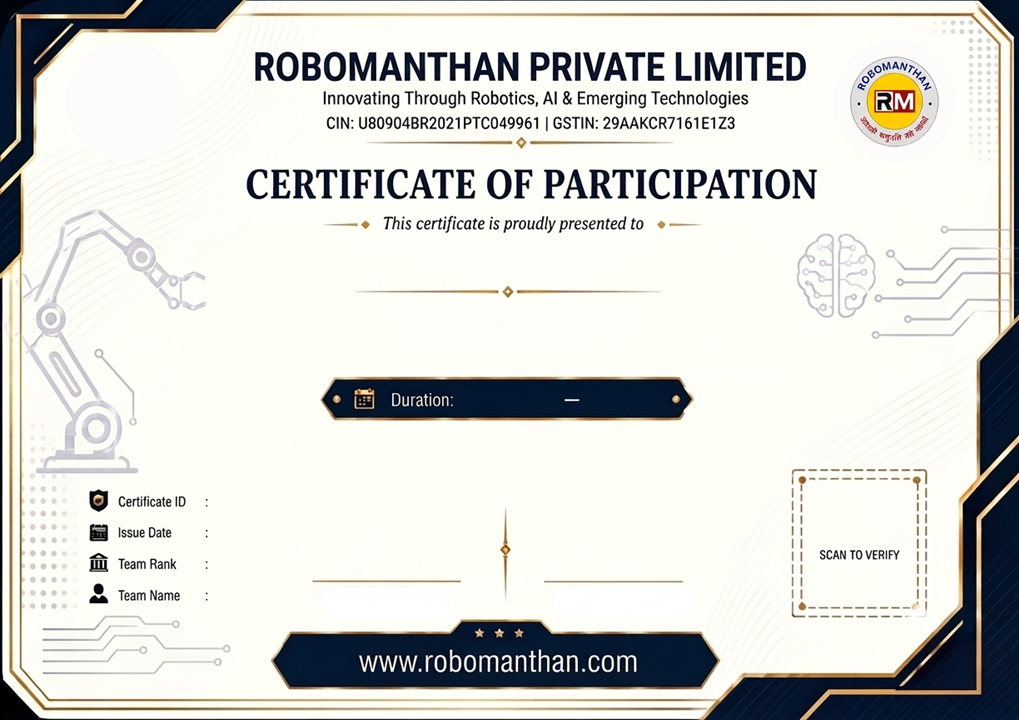 ROBOMANTHAN PRIVATE LIMITED
Innovating Through Robotics, AI & Emerging Technologies
CIN: U80904BR2021PTC049961 | GSTIN: 29AAKCR7161E1Z3
ROBOMANTHAN
RM
CERTIFICATE OF PARTICIPATION
This certificate is proudly presented to
Duration: —
Certificate ID :
Issue Date :
Team Rank :
Team Name :
SCAN TO VERIFY
www.robomanthan.com